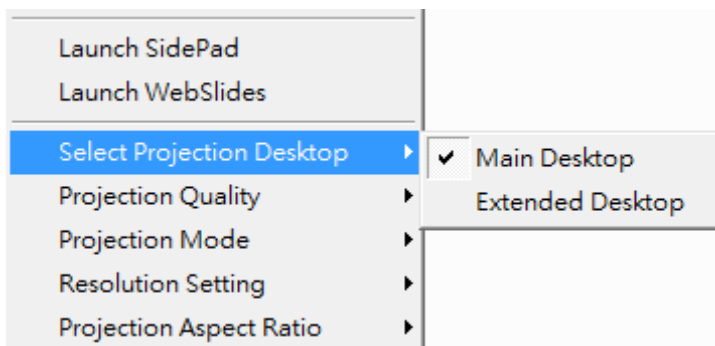 Launch SidePad
Launch WebSlides
Select Projection Desktop
Main Desktop
Extended Desktop
Projection Quality
Projection Mode
Resolution Setting
Projection Aspect Ratio